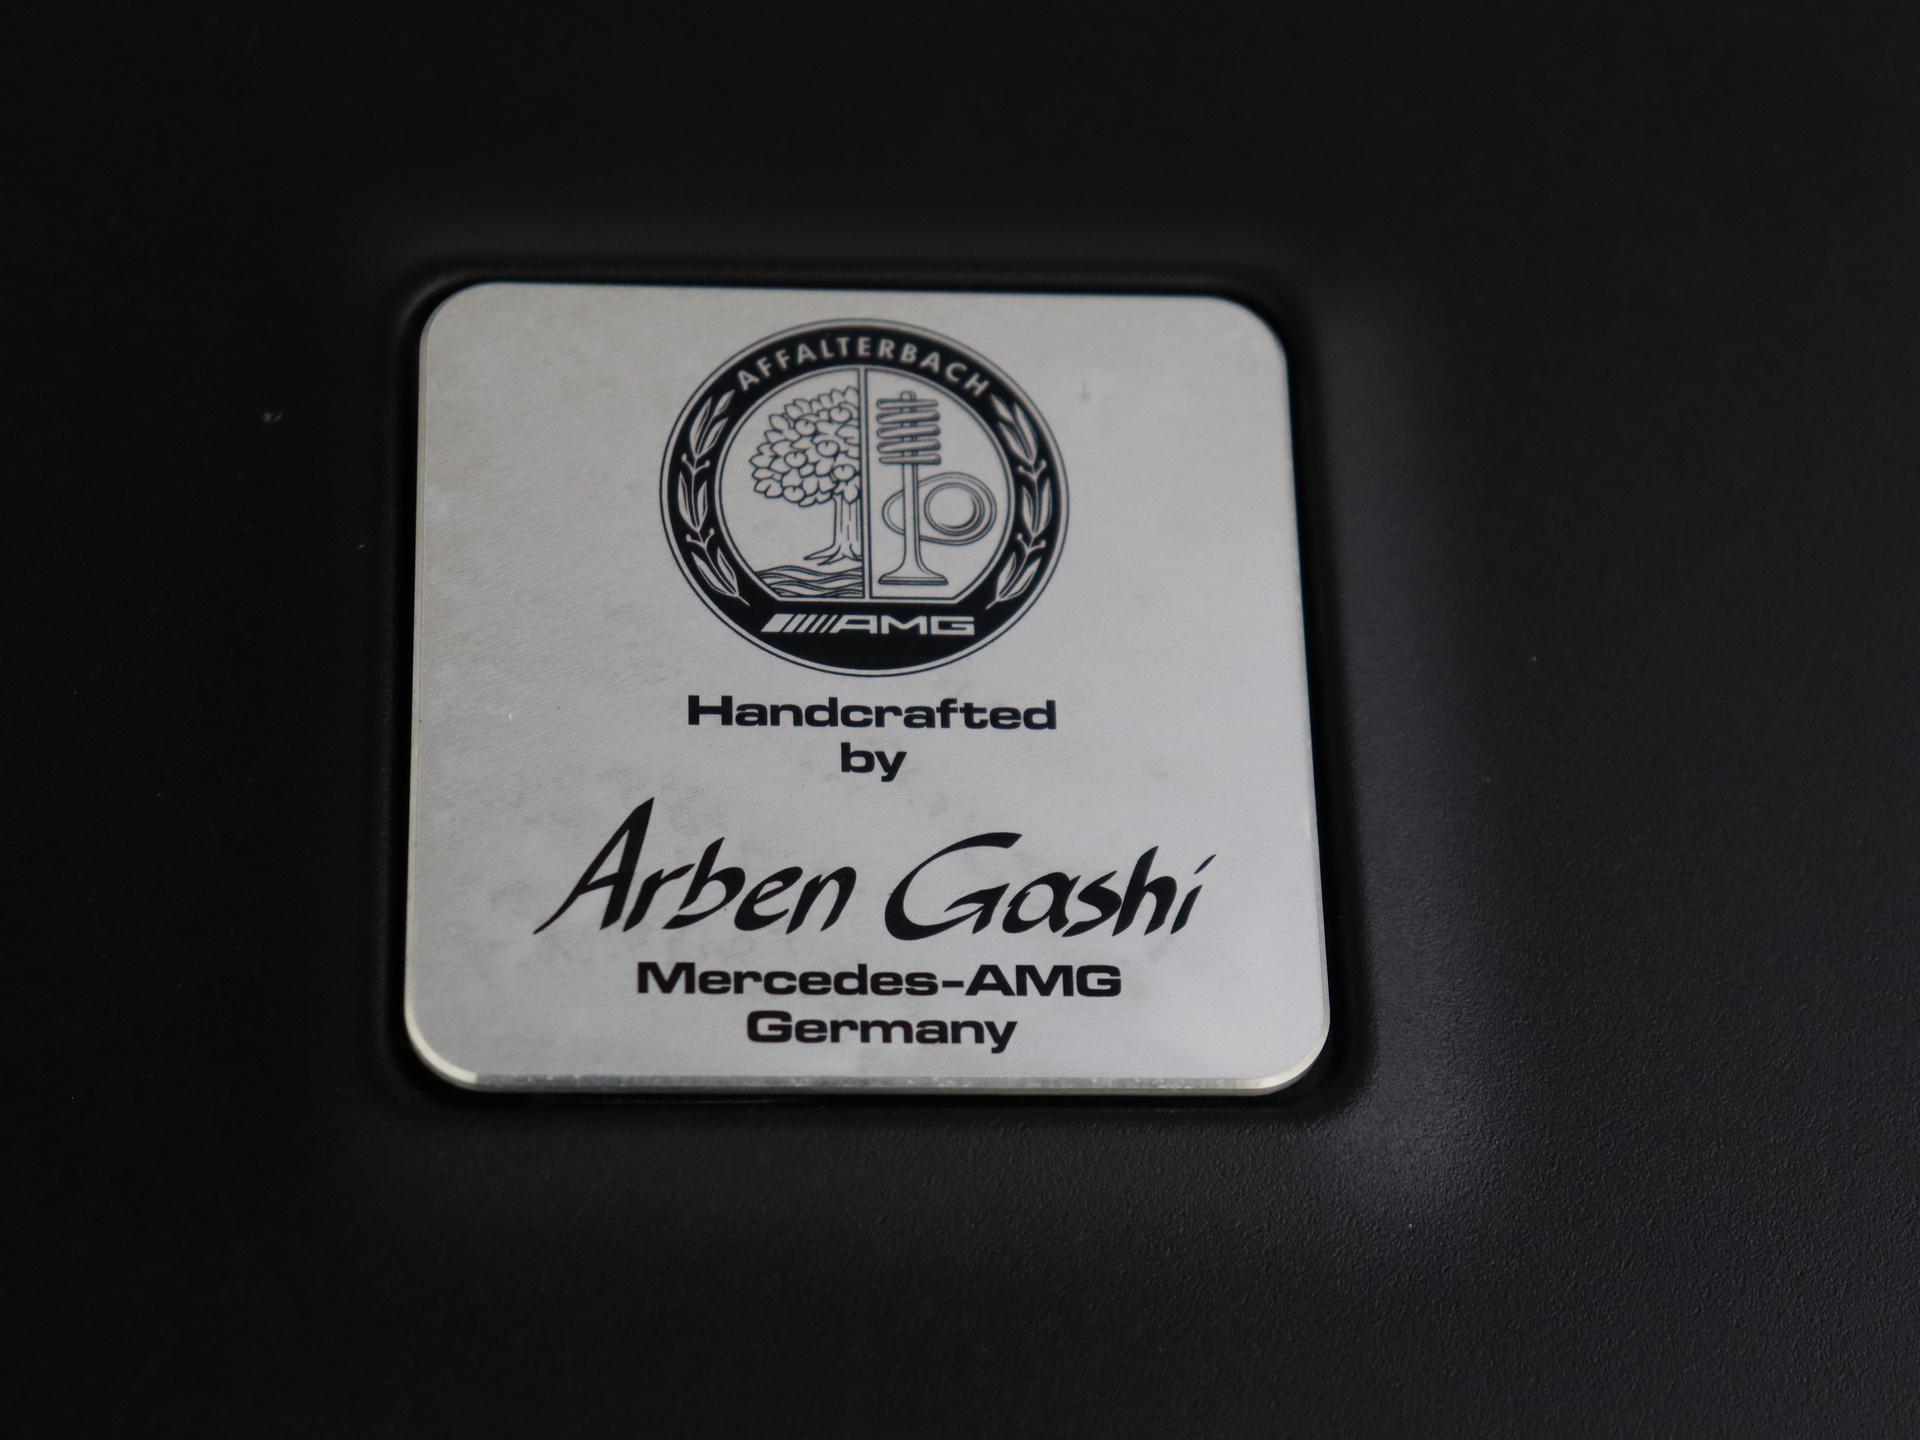 AFFALTERBACH
AMG
Handcrafted
by
Arben Gashi
Mercedes-AMG
Germany